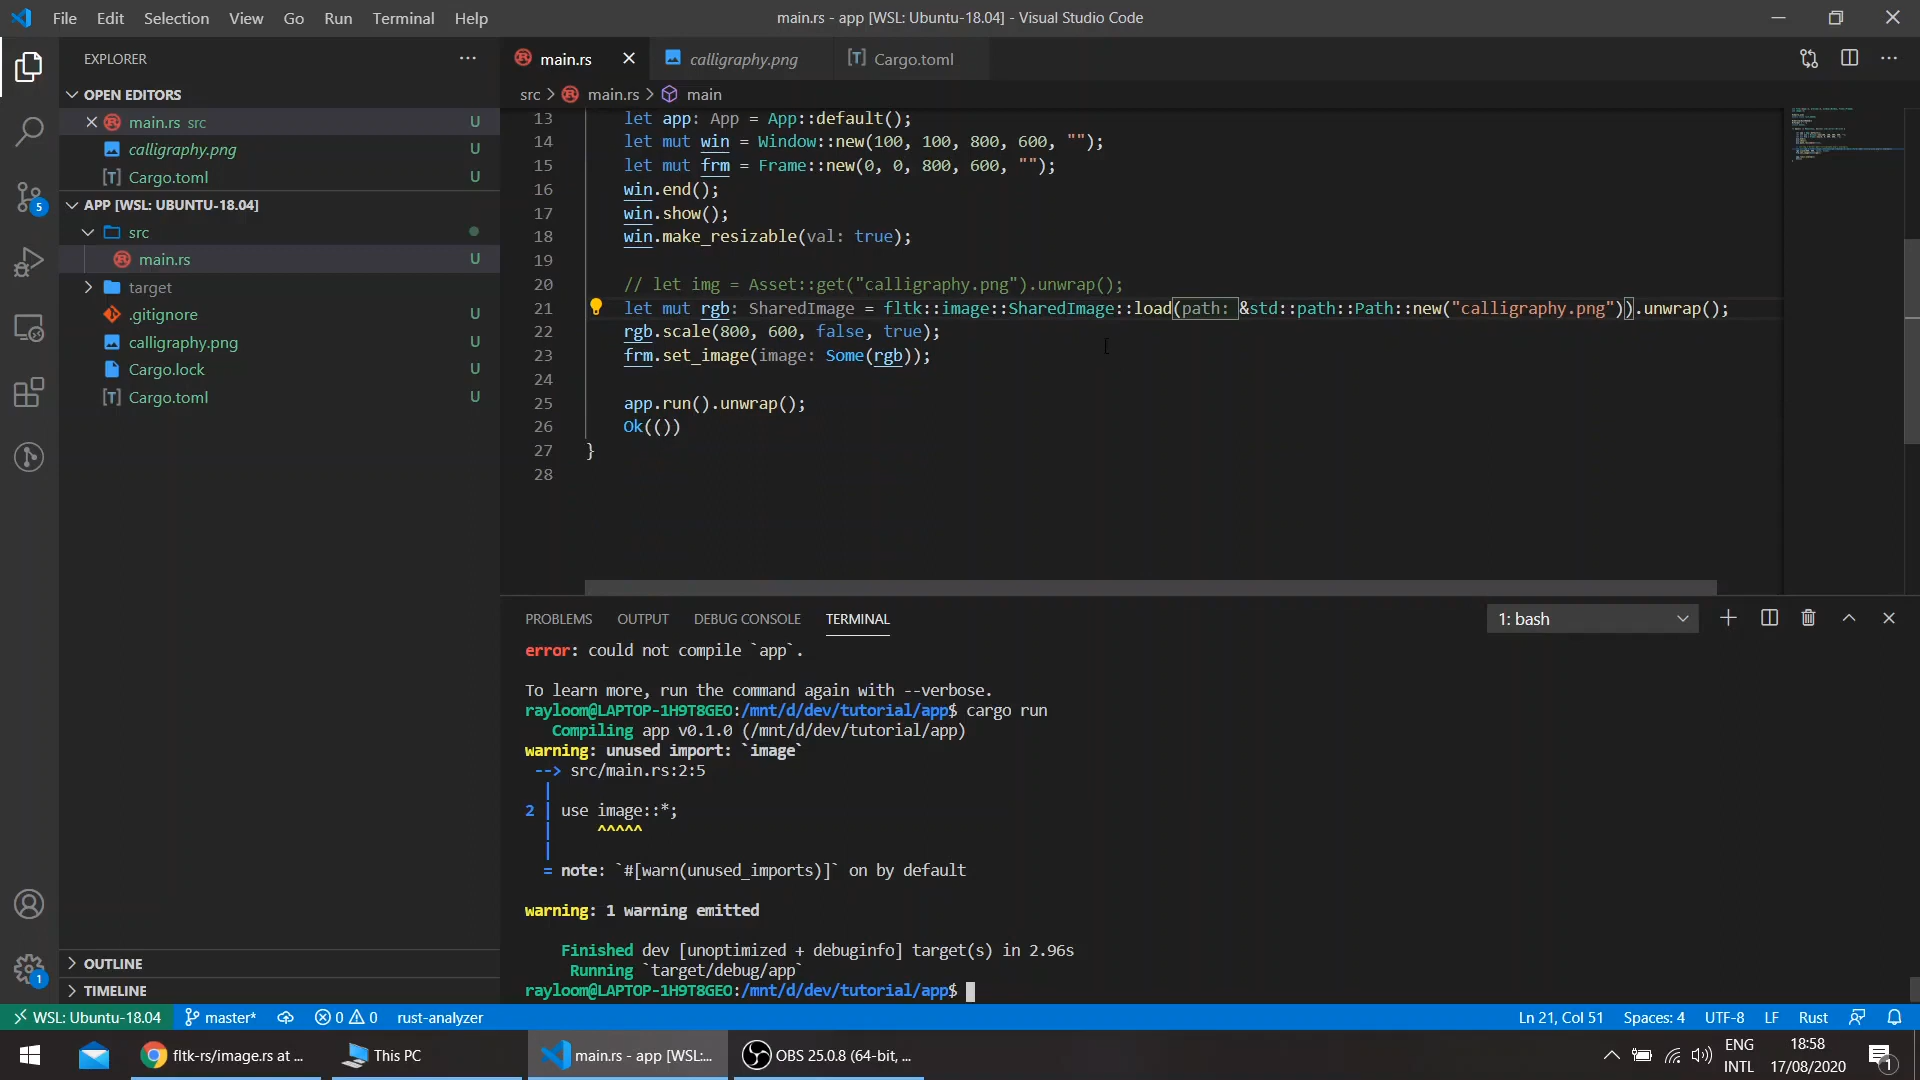 File Edit Selection View Go Run Terminal Help
main.rs - app [WSL: Ubuntu-18.04] - Visual Studio Code
EXPLORER
main.rs
calligraphy.png
[T] Cargo.toml
OPEN EDITORS
src > main.rs > main
main.rs src U
calligraphy.png U
[T] Cargo.toml U
APP [WSL: UBUNTU-18.04]
src
main.rs U
target
.gitignore U
calligraphy.png U
Cargo.lock U
[T] Cargo.toml U
OUTLINE
TIMELINE
13 let app: App = App::default();
14 let mut win = Window::new(100, 100, 800, 600, "");
15 let mut frm = Frame::new(0, 0, 800, 600, "");
16 win.end();
17 win.show();
18 win.make_resizable(val: true);
19
20 // let img = Asset::get("calligraphy.png").unwrap();
21 let mut rgb: SharedImage = fltk::image::SharedImage::load(path: &std::path::Path::new("calligraphy.png")).unwrap();
22 rgb.scale(800, 600, false, true);
23 frm.set_image(image: Some(rgb));
24
25 app.run().unwrap();
26 Ok(())
27 }
28
PROBLEMS OUTPUT DEBUG CONSOLE TERMINAL
1: bash
error: could not compile `app`.
To learn more, run the command again with --verbose.
rayloom@LAPTOP-1H9T8GEO:/mnt/d/dev/tutorial/app$ cargo run
Compiling app v0.1.0 (/mnt/d/dev/tutorial/app)
warning: unused import: `image`
--> src/main.rs:2:5
|
2 | use image::*;
| ^^^^^
|
= note: `#[warn(unused_imports)]` on by default
warning: 1 warning emitted
Finished dev [unoptimized + debuginfo] target(s) in 2.96s
Running `target/debug/app`
rayloom@LAPTOP-1H9T8GEO:/mnt/d/dev/tutorial/app$
5
1
WSL: Ubuntu-18.04 master* 0 0 rust-analyzer
Ln 21, Col 51 Spaces: 4 UTF-8 LF Rust
fltk-rs/image.rs at ...
This PC
main.rs - app [WSL:...
OBS 25.0.8 (64-bit, ...
ENG
INTL
18:58
17/08/2020
1